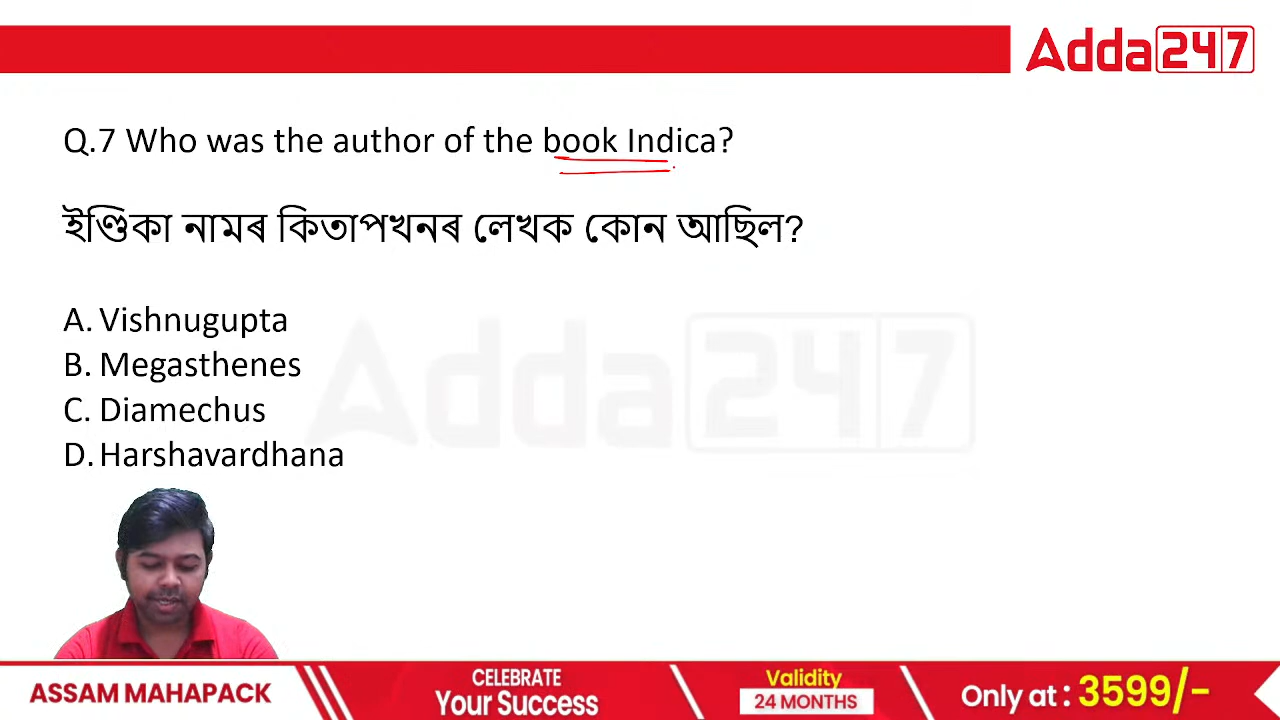 Adda247
Q.7 Who was the author of the book Indica?
ইণ্ডিকা নামৰ কিতাপখনৰ লেখক কোন আছিল?
A. Vishnugupta
B. Megasthenes
C. Diamechus
D. Harshavardhana
Adda247
ASSAM MAHAPACK
CELEBRATE
Your Success
Validity
24 MONTHS
Only at : 3599/-